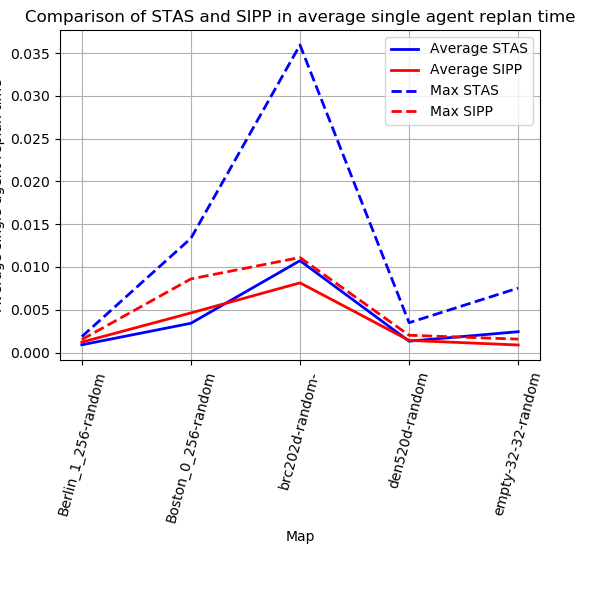 Comparison of STAS and SIPP in average single agent replan time
Average STAS
Average SIPP
Max STAS
Max SIPP
0.035
0.030
0.025
0.020
0.015
0.010
0.005
0.000
Berlin_1_256-random
Boston_0_256-random
brc202d-random-
den520d-random
empty-32-32-random
Map